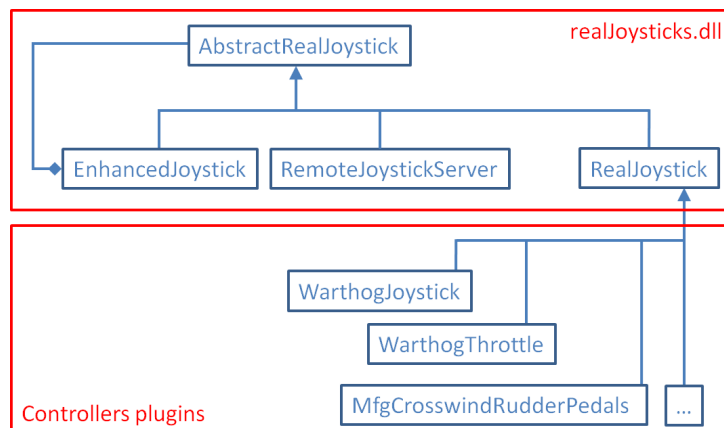 realJoysticks.dll
AbstractRealJoystick
EnhancedJoystick
RemoteJoystickServer
RealJoystick
WarthogJoystick
WarthogThrottle
MfgCrosswindRudderPedals
...
Controllers plugins